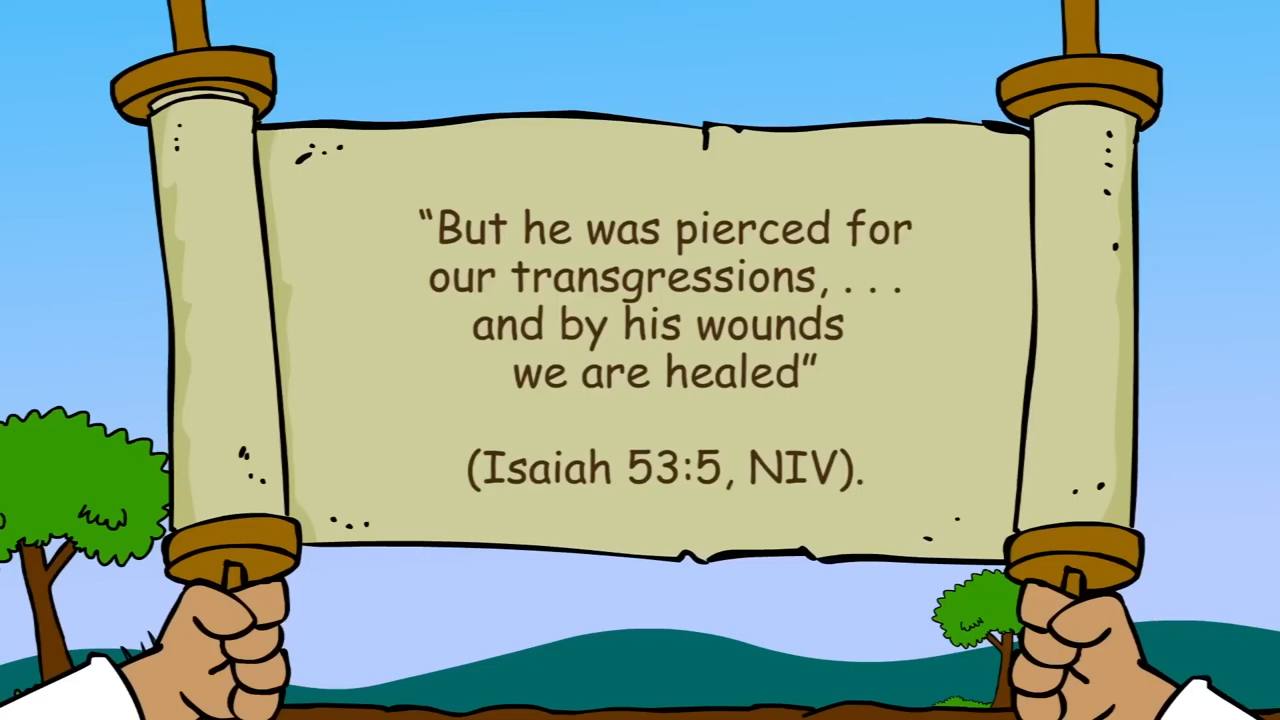 “But he was pierced for
our transgressions, . . .
and by his wounds
we are healed”
(Isaiah 53:5, NIV).